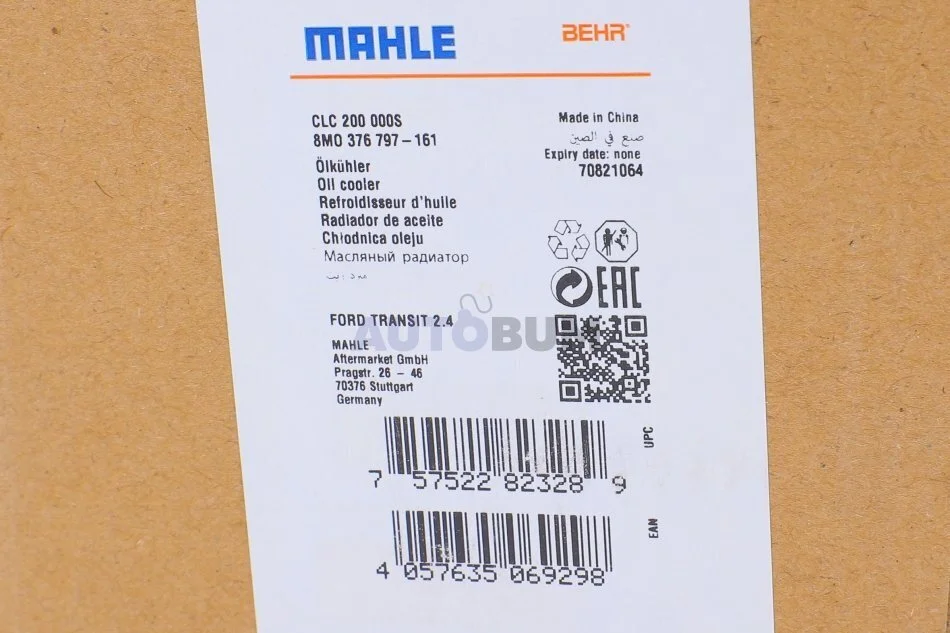 MAHLE
BEHR
CLC 200 000S
8MO 376 797-161
Ölkühler
Oil cooler
Refroidisseur d'huile
Radiador de aceite
Chłodnica oleju
Масляный радиатор
Made in China
صنع في الصين
Expiry date: none
70821064
EAC
FORD TRANSIT 2.4
MAHLE
Aftermarket GmbH
Pragstr. 26 – 46
70376 Stuttgart
Germany
UPC
7 57522 82328 9
EAN
4 057635 069298